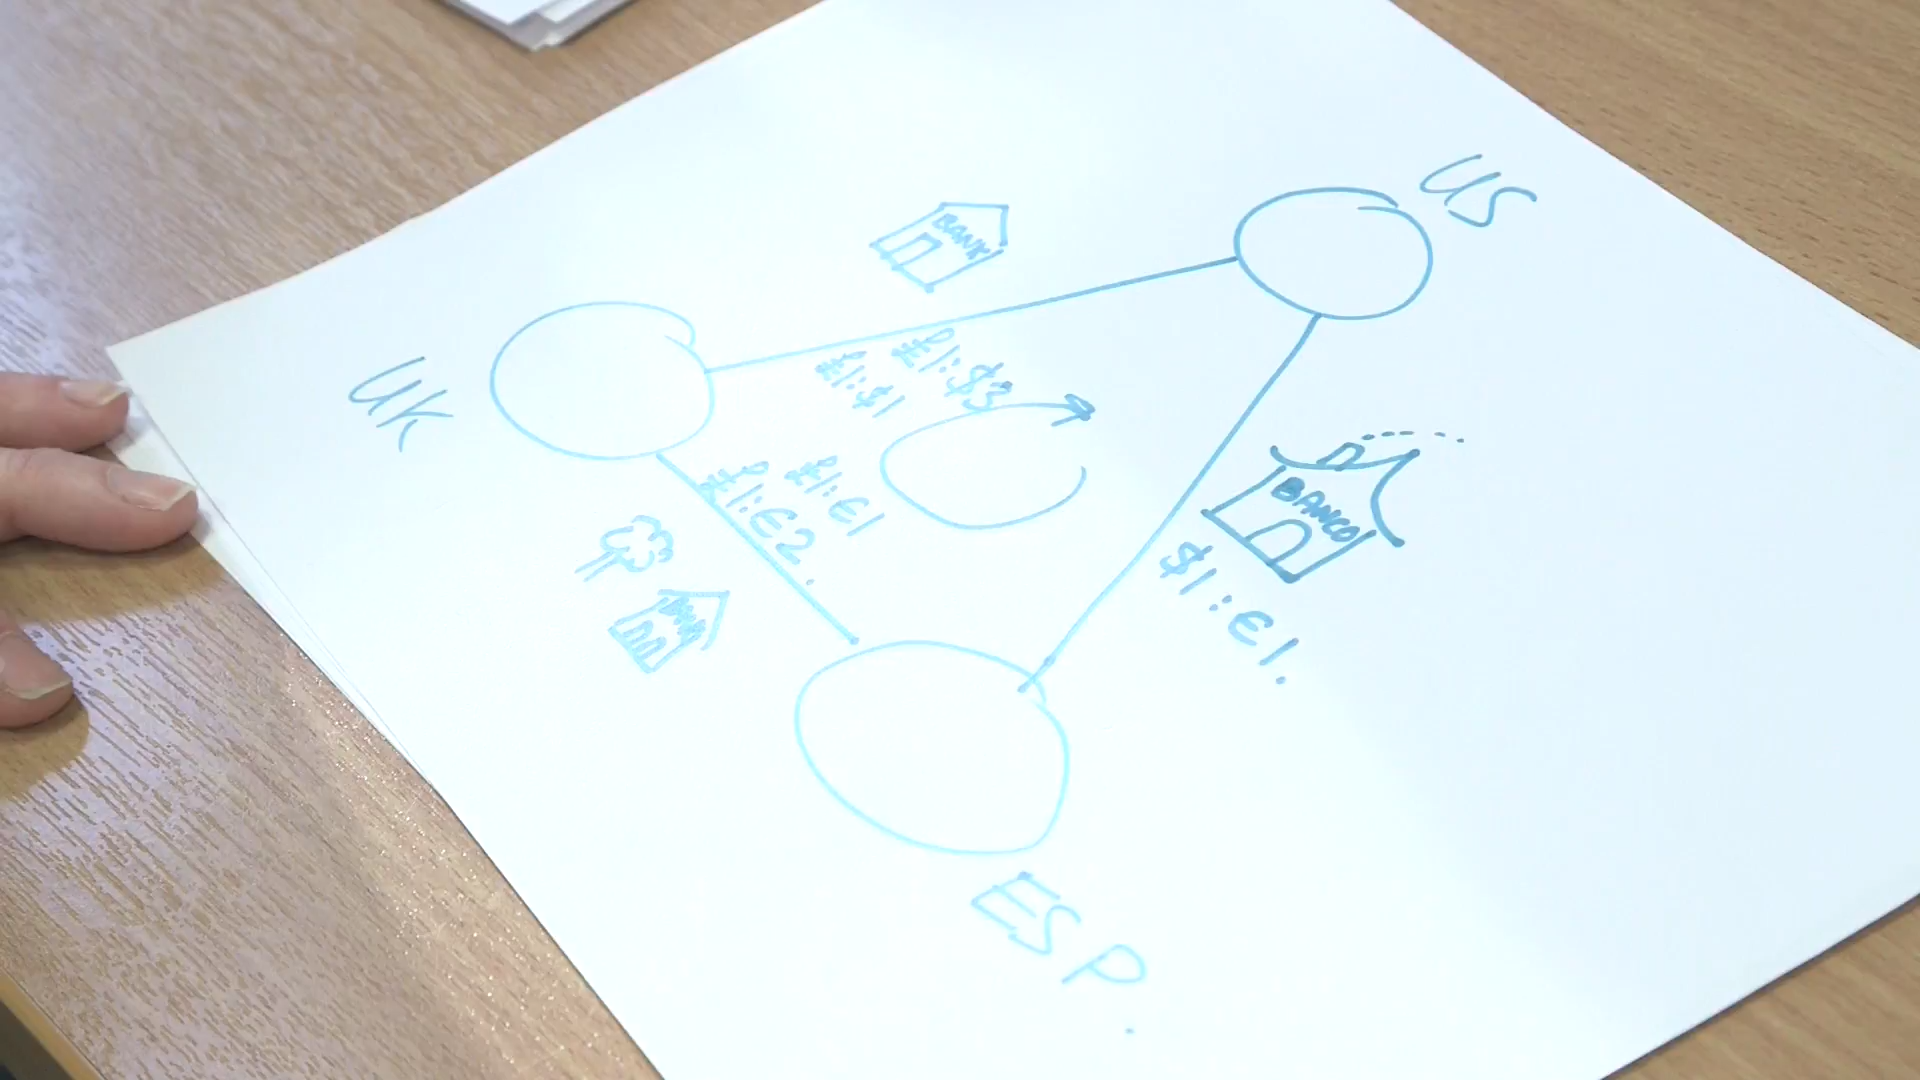 US
BANK
UK
£1:$1
£1:$3
£1:€1
£1:€2.
BANCO
$1:€1.
BANK
ESP.